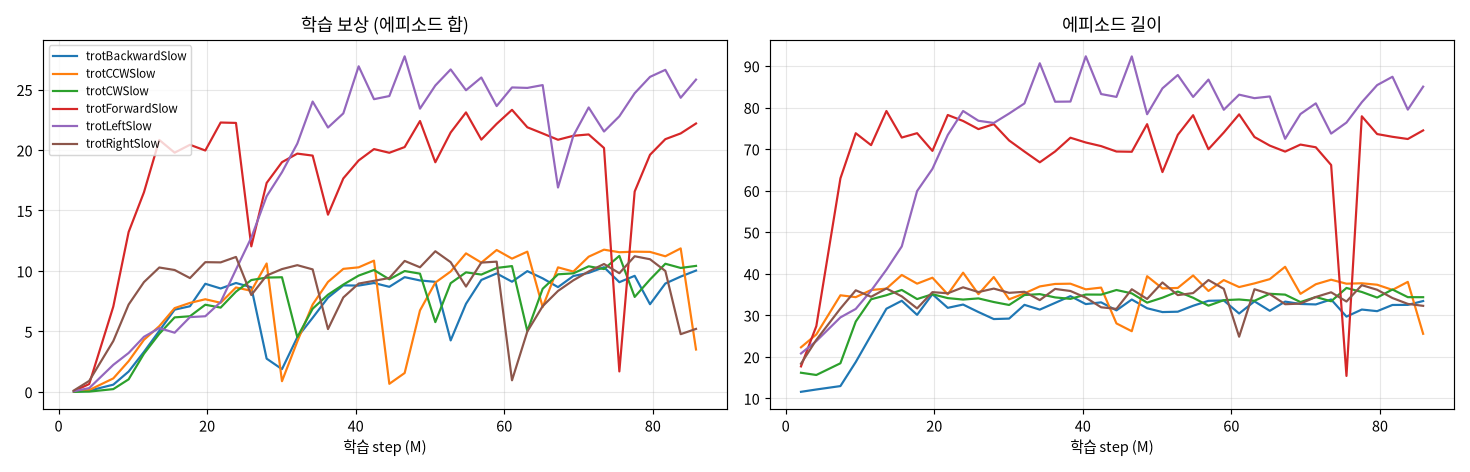 학습 보상 (에피소드 합)
trotBackwardSlow
trotCCWSlow
trotCWSlow
trotForwardSlow
trotLeftSlow
trotRightSlow
25
20
15
10
5
0
0 20 40 60 80
학습 step (M)
에피소드 길이
90
80
70
60
50
40
30
20
10
0 20 40 60 80
학습 step (M)